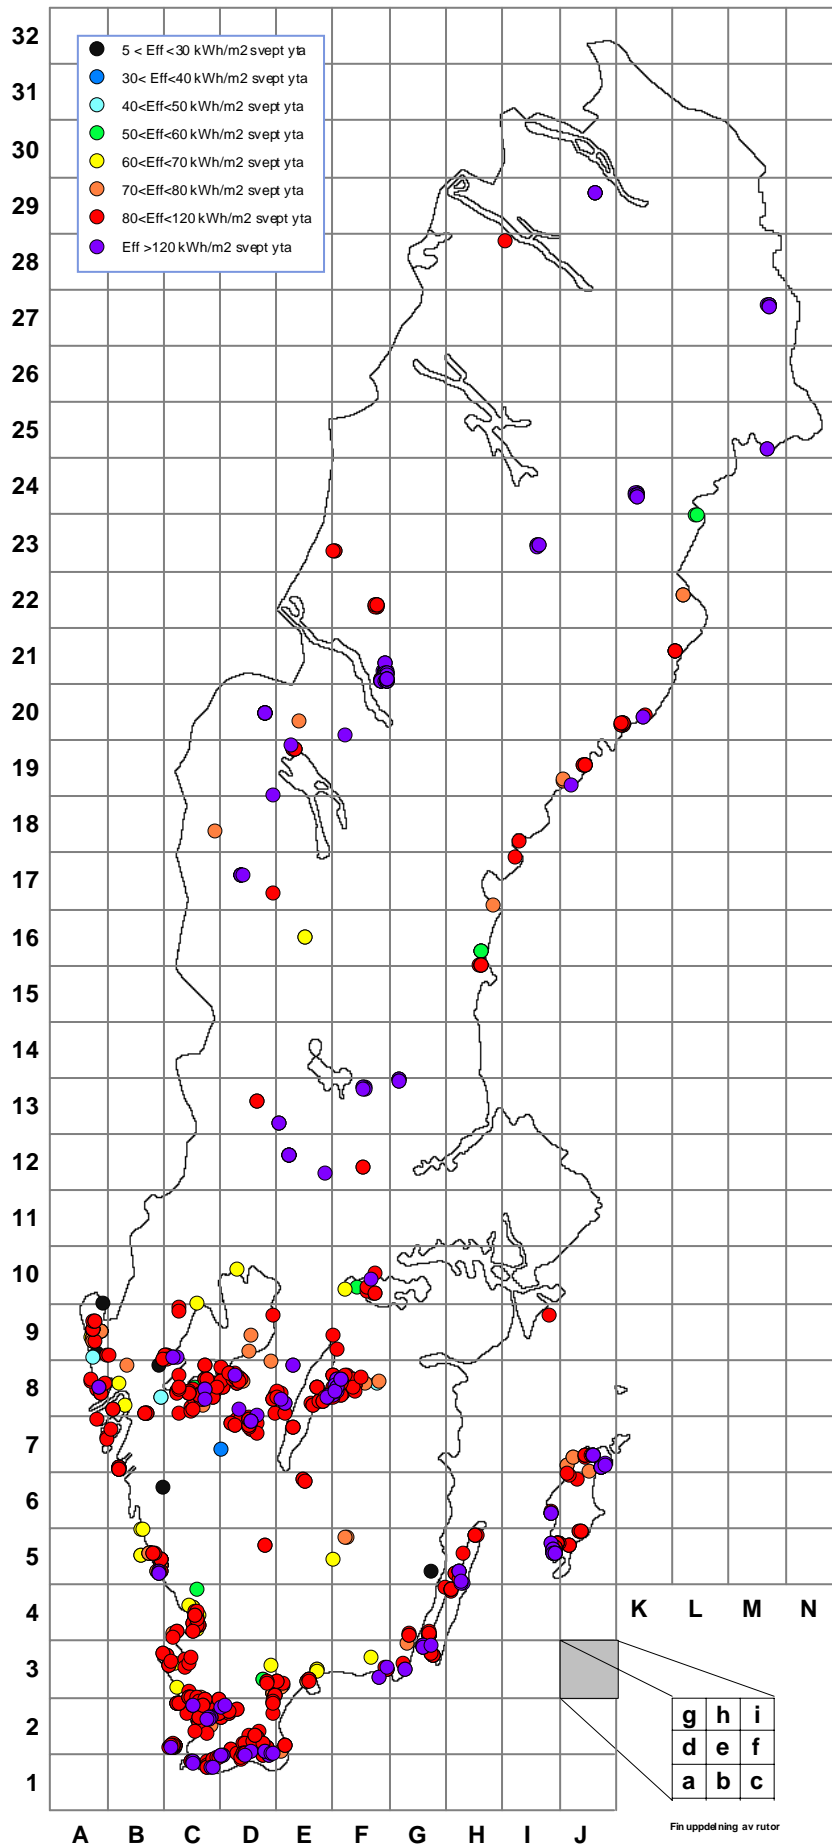 32
5 < Eff <30 kWh/m2 svept yta
30< Eff<40 kWh/m2 svept yta
31
40<Eff<50 kWh/m2 svept yta
50<Eff<60 kWh/m2 svept yta
30
60<Eff<70 kWh/m2 svept yta
70<Eff<80 kWh/m2 svept yta
29
80<Eff<120 kWh/m2 svept yta
Eff >120 kWh/m2 svept yta
28
27
26
25
24
23
22
21
20
19
18
17
16
15
14
13
12
11
10
9
8
7
6
5
4
K L M N
3
g h i
2
d e f
a b c
1
Finuppdelning av rutor
A B C D E F G H I J